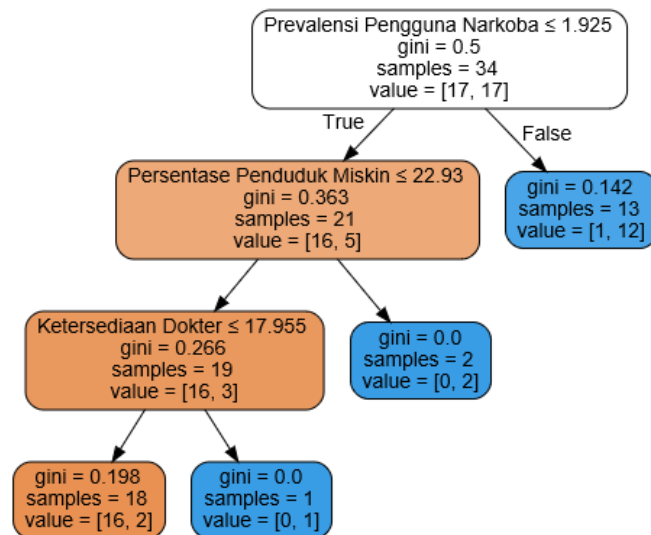 Prevalensi Pengguna Narkoba ≤ 1.925
gini = 0.5
samples = 34
value = [17, 17]
True
False
Persentase Penduduk Miskin ≤ 22.93
gini = 0.363
samples = 21
value = [16, 5]
gini = 0.142
samples = 13
value = [1, 12]
Ketersediaan Dokter ≤ 17.955
gini = 0.266
samples = 19
value = [16, 3]
gini = 0.0
samples = 2
value = [0, 2]
gini = 0.198
samples = 18
value = [16, 2]
gini = 0.0
samples = 1
value = [0, 1]